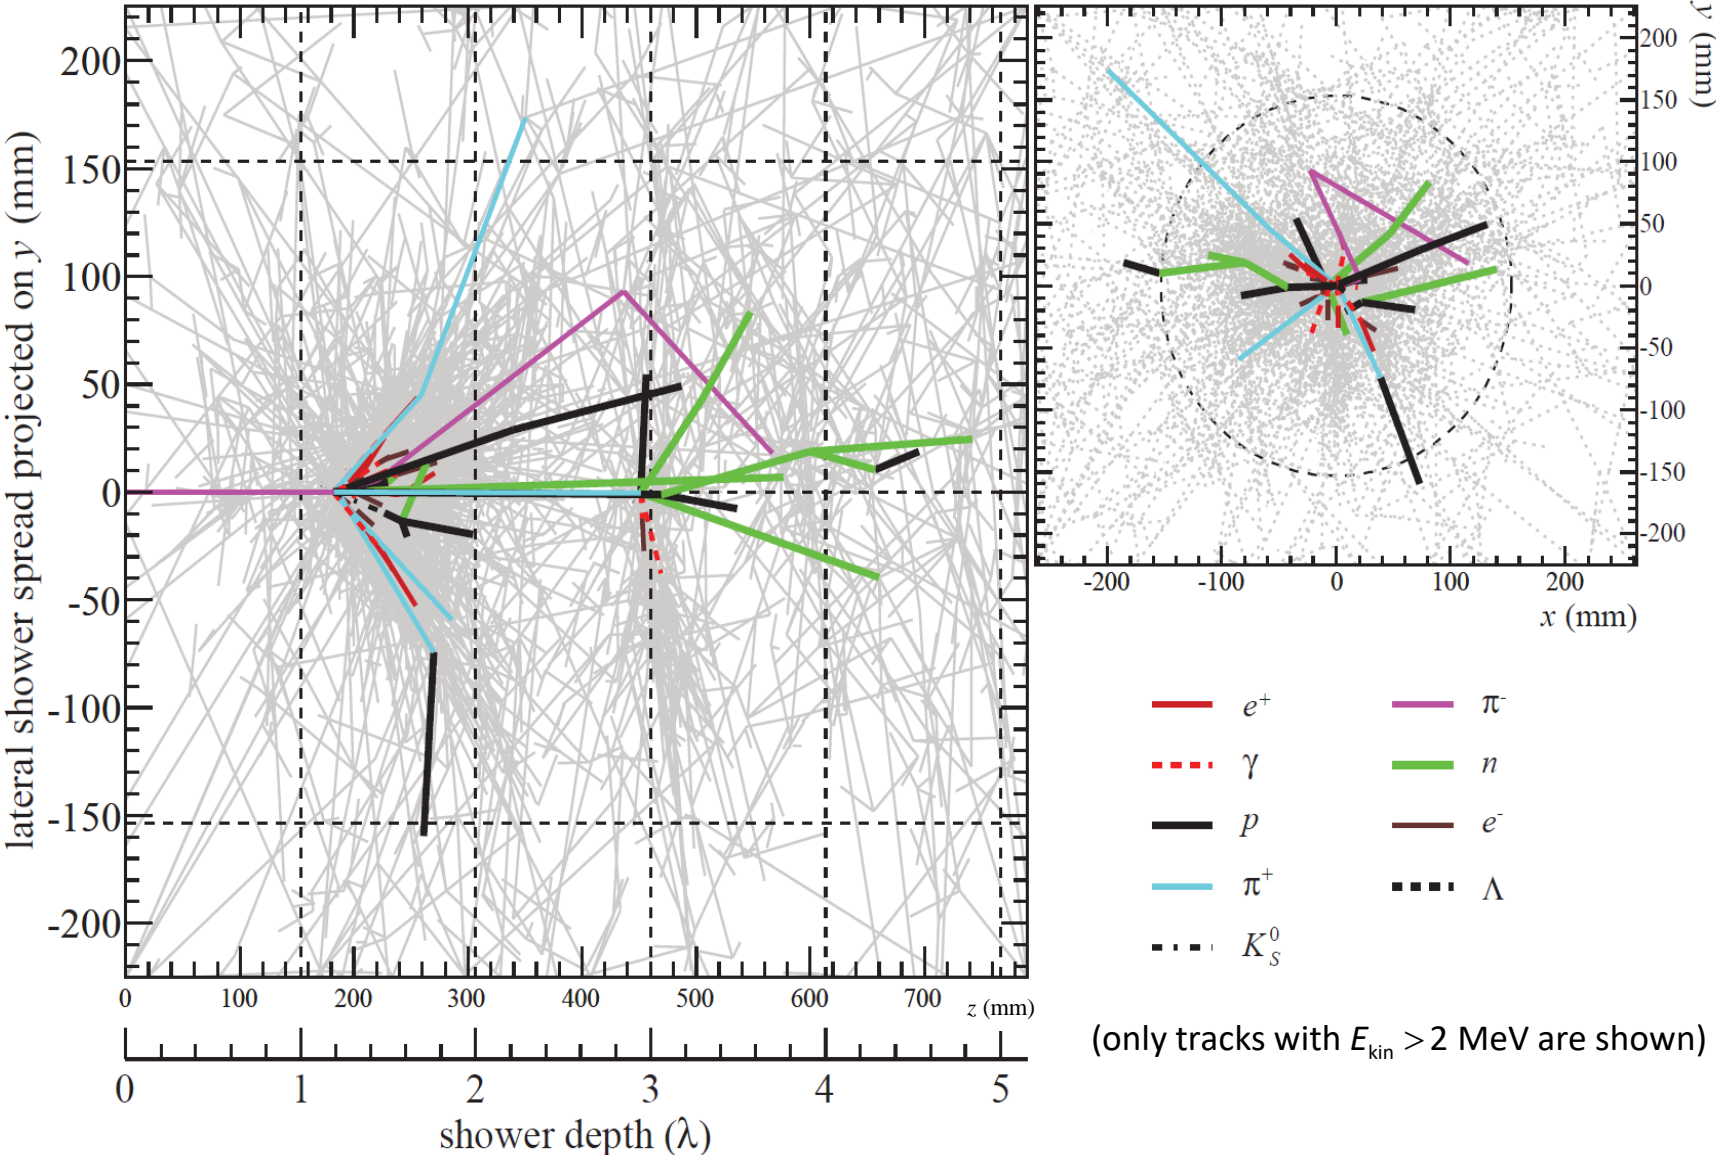 lateral shower spread projected on y (mm)
200
150
100
50
0
-50
-100
-150
-200
0 100 200 300 400 500 600 700 z (mm)
0 1 2 3 4 5
shower depth (λ)
y (mm)
200
150
100
50
0
-50
-100
-150
-200
-200 -100 0 100 200
x (mm)
e⁺ π⁻
γ n
p e⁻
π⁺ Λ
K⁰_S
(only tracks with E_kin > 2 MeV are shown)